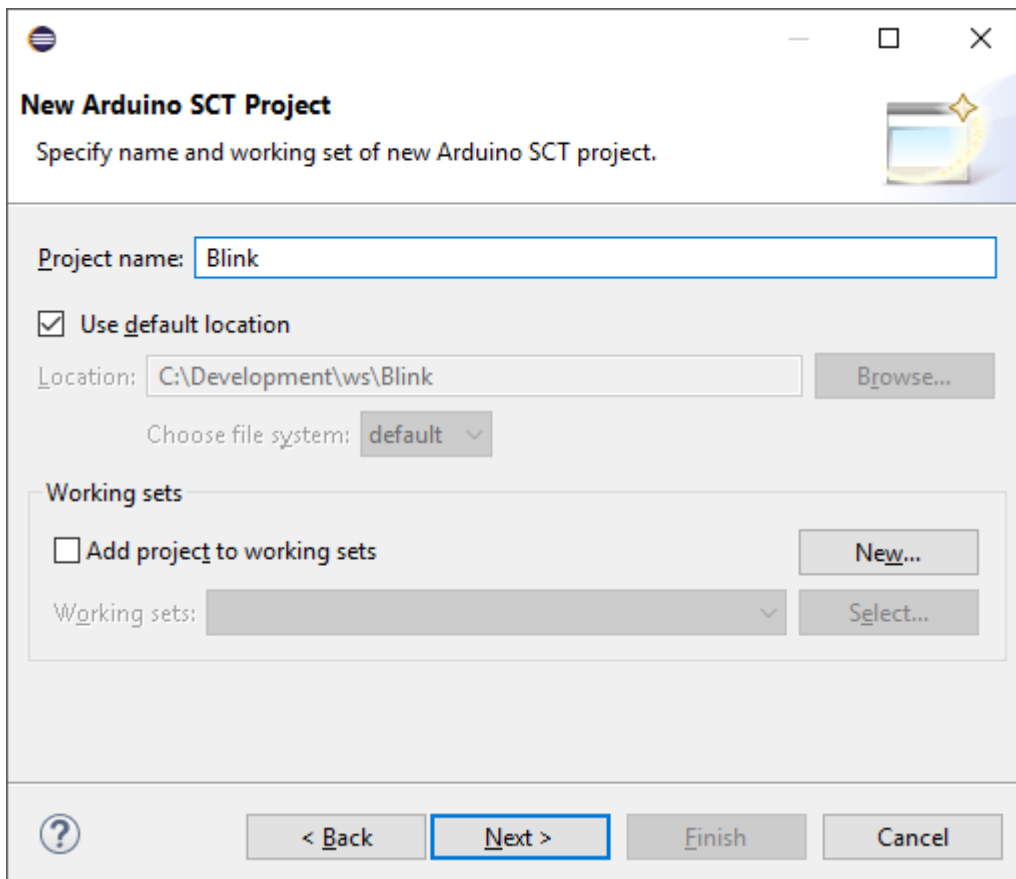 New Arduino SCT Project
Specify name and working set of new Arduino SCT project.
Project name: Blink
Use default location
Location: C:\Development\ws\Blink Browse...
Choose file system: default
Working sets
Add project to working sets New...
Working sets: Select...
? < Back Next > Finish Cancel